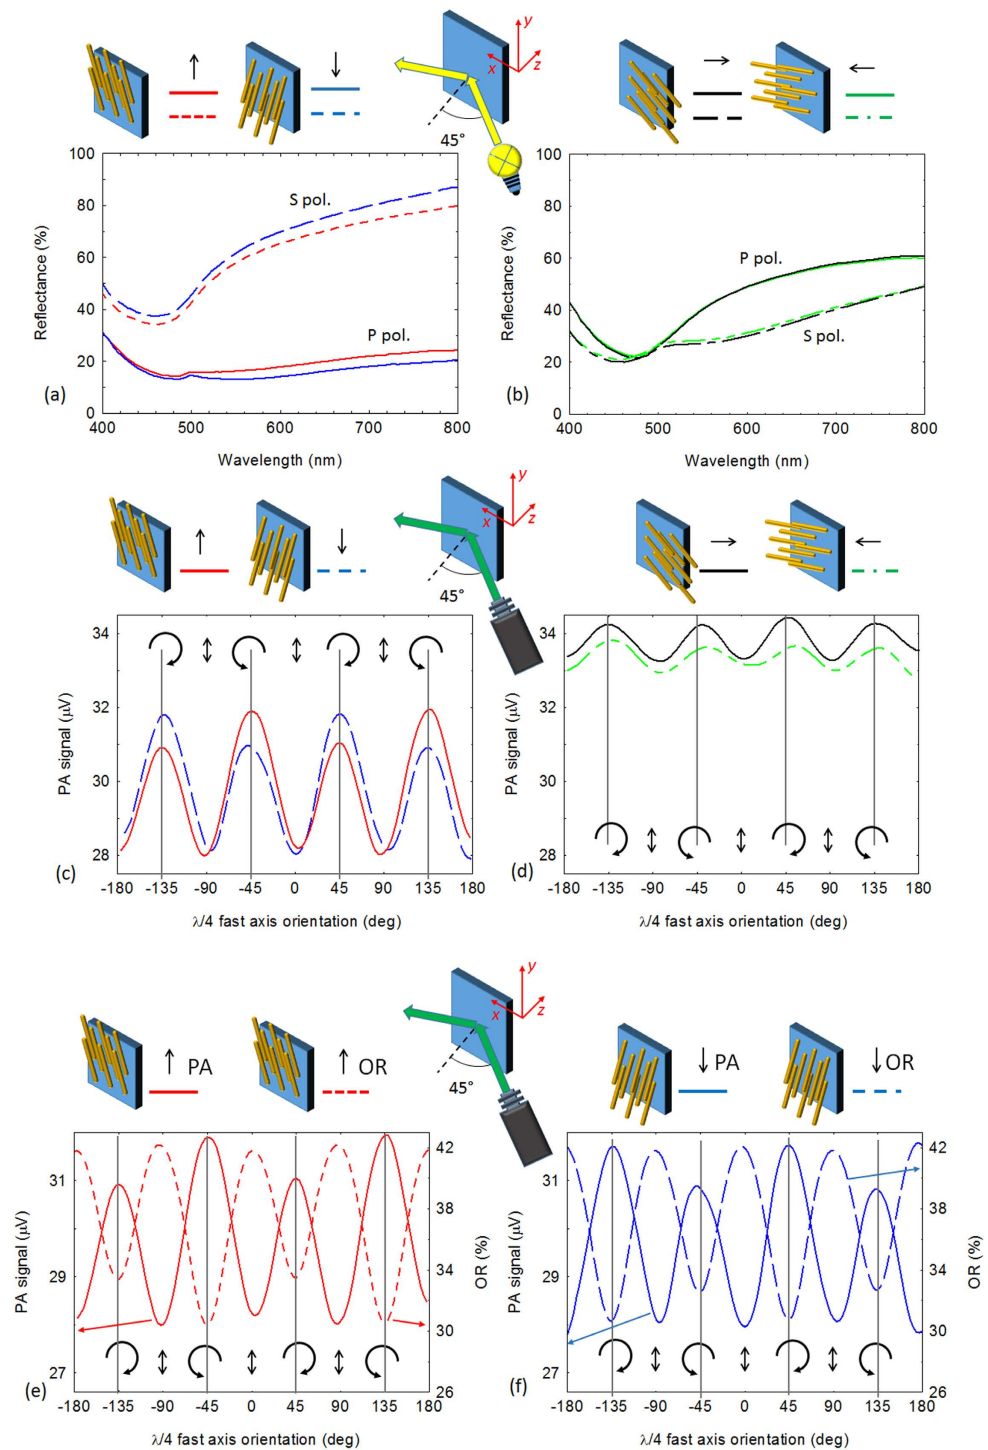 y
x
z
45°
100
80
60
40
20
0
Reflectance (%)
S pol.
P pol.
(a)
400 500 600 700 800
Wavelength (nm)
100
80
60
40
20
0
Reflectance (%)
P pol.
S pol.
(b)
400 500 600 700 800
Wavelength (nm)
y
x
z
45°
34
32
30
28
PA signal (μV)
(c)
-180 -135 -90 -45 0 45 90 135 180
λ/4 fast axis orientation (deg)
34
32
30
28
PA signal (μV)
(d)
-180 -135 -90 -45 0 45 90 135 180
λ/4 fast axis orientation (deg)
y
x
z
45°
↑ PA
↑ OR
↓ PA
↓ OR
31
29
27
PA signal (μV)
42
38
34
30
26
OR (%)
(e)
-180 -135 -90 -45 0 45 90 135 180
λ/4 fast axis orientation (deg)
31
29
27
PA signal (μV)
42
38
34
30
26
OR (%)
(f)
-180 -135 -90 -45 0 45 90 135 180
λ/4 fast axis orientation (deg)